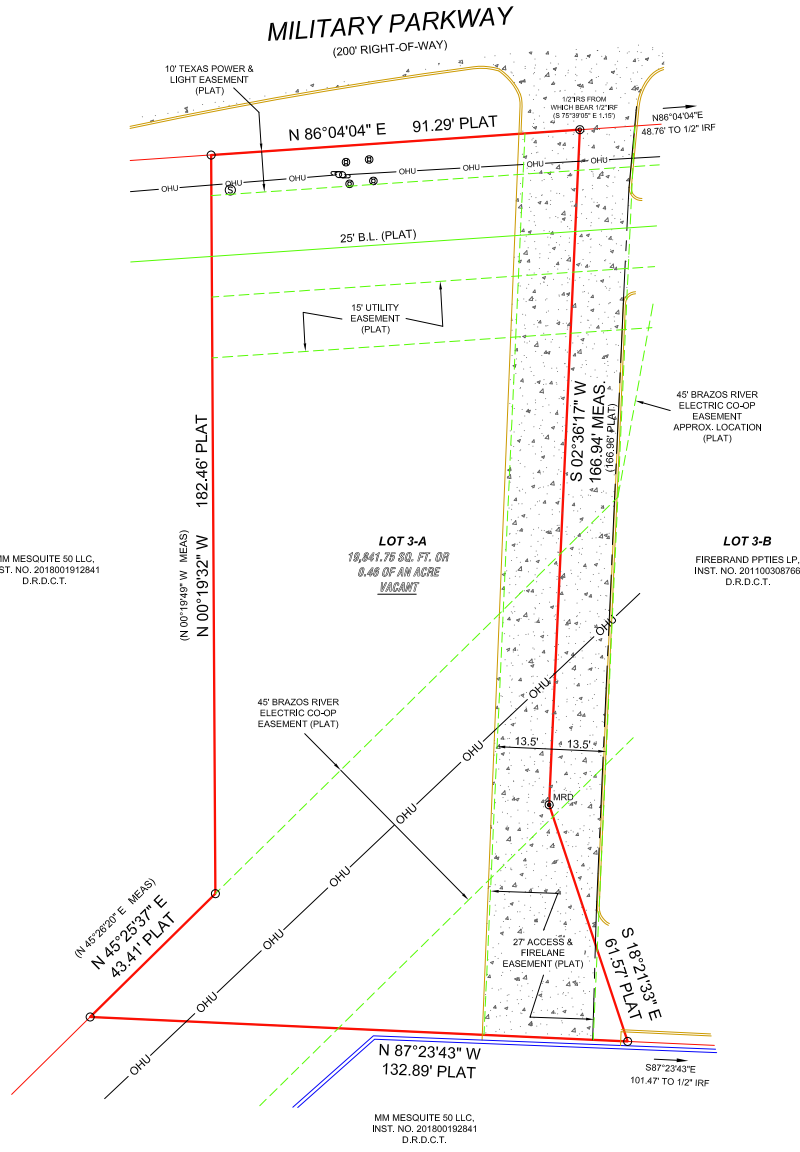 MILITARY PARKWAY
(200' RIGHT-OF-WAY)
10' TEXAS POWER &
LIGHT EASEMENT
(PLAT)
N 86°04'04" E 91.29' PLAT
1/2"IRS FROM
WHICH BEAR 1/2"IRF
(S 75°39'05" E 1.15')
N86°04'04"E
48.76' TO 1/2" IRF
OHU
OHU
OHU
OHU
OHU
OHU
OHU
S
25' B.L. (PLAT)
15' UTILITY
EASEMENT
(PLAT)
45' BRAZOS RIVER
ELECTRIC CO-OP
EASEMENT
APPROX. LOCATION
(PLAT)
S 02°36'17" W
166.94' MEAS.
(166.96' PLAT)
(N 00°19'49" W MEAS)
N 00°19'32" W 182.46' PLAT
MM MESQUITE 50 LLC,
ST. NO. 2018001912841
D.R.D.C.T.
LOT 3-A
19,841.75 SQ. FT. OR
0.46 OF AN ACRE
VACANT
LOT 3-B
FIREBRAND PPTIES LP,
INST. NO. 201100308766
D.R.D.C.T.
OHU
OHU
OHU
OHU
OHU
OHU
OHU
OHU
45' BRAZOS RIVER
ELECTRIC CO-OP
EASEMENT (PLAT)
13.5' 13.5'
MRD
(N 45°26'20" E MEAS)
N 45°25'37" E
43.41' PLAT
27' ACCESS &
FIRELANE
EASEMENT (PLAT)
S 18°21'33" E
61.57' PLAT
N 87°23'43" W
132.89' PLAT
S87°23'43"E
101.47' TO 1/2" IRF
MM MESQUITE 50 LLC,
INST. NO. 201800192841
D.R.D.C.T.